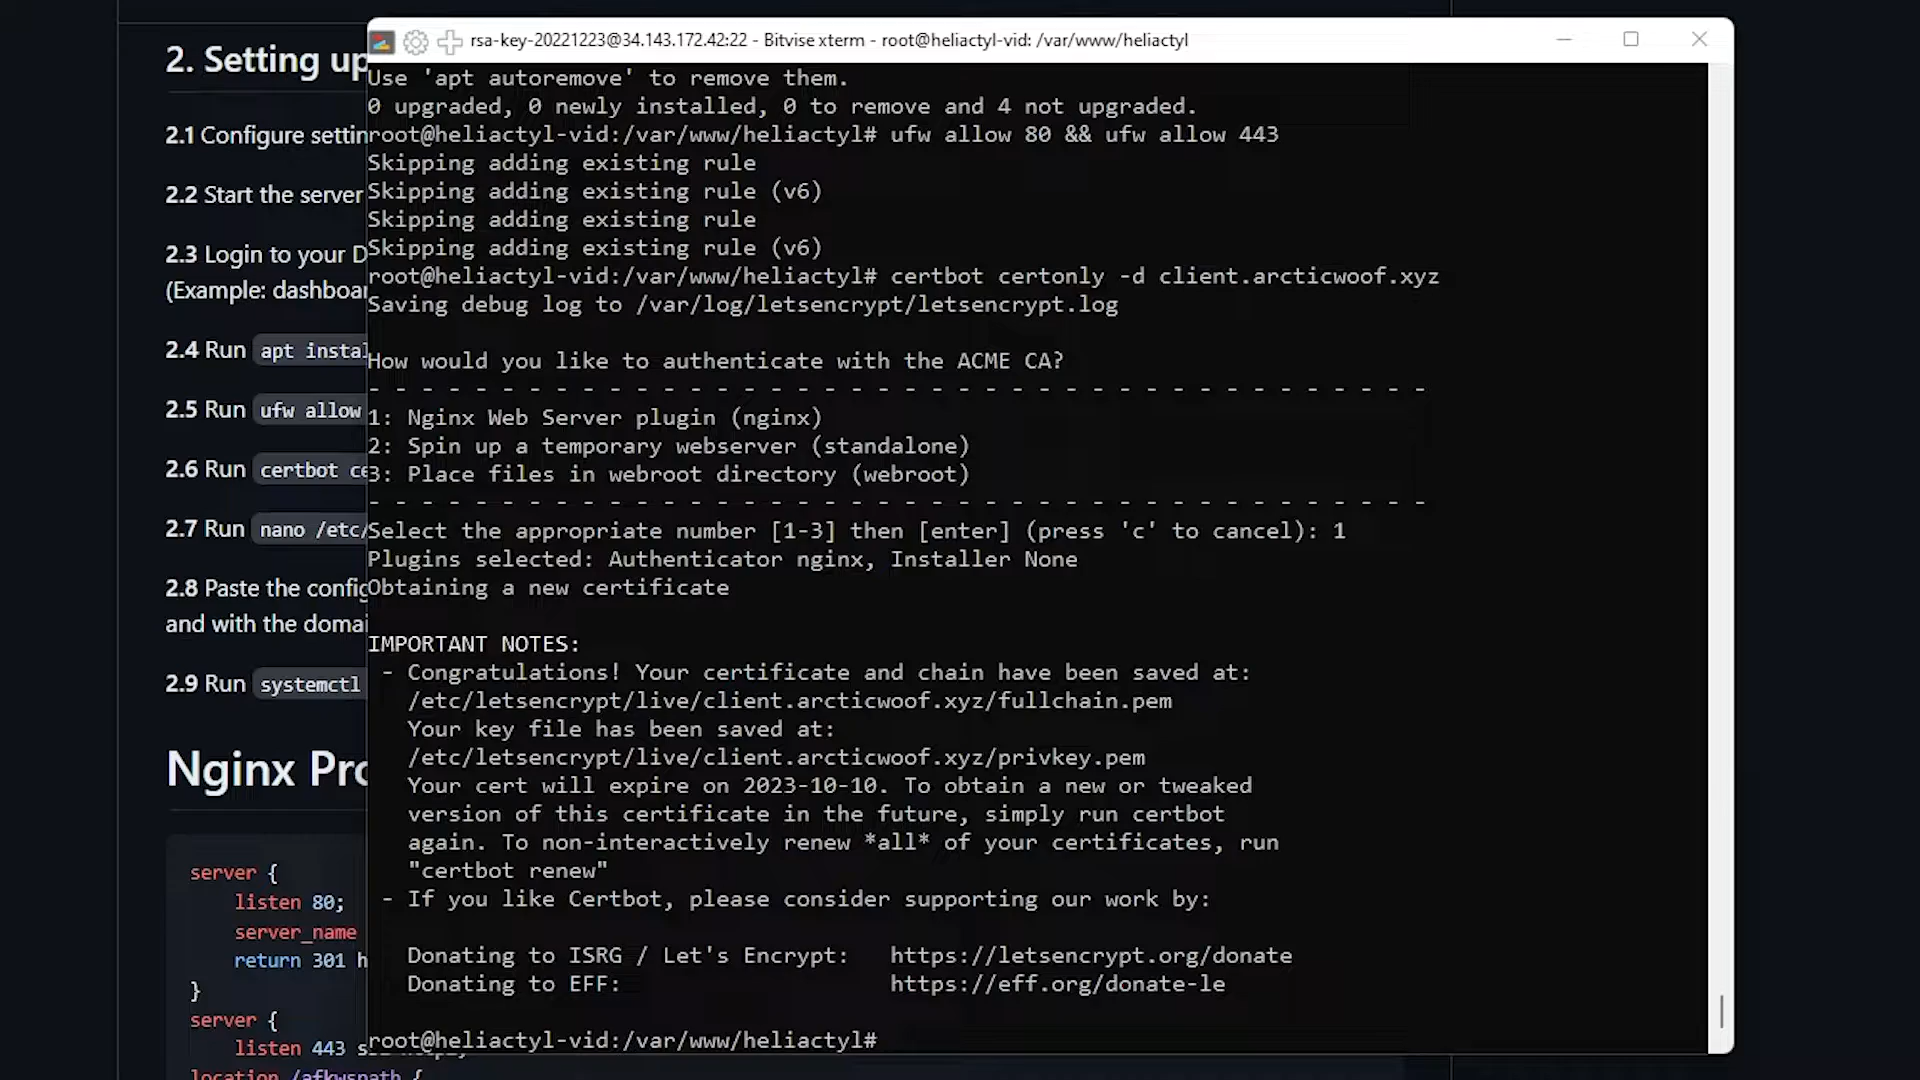 rsa-key-20221223@34.143.172.42:22 - Bitvise xterm - root@heliactyl-vid: /var/www/heliactyl
Use 'apt autoremove' to remove them.
0 upgraded, 0 newly installed, 0 to remove and 4 not upgraded.
root@heliactyl-vid:/var/www/heliactyl# ufw allow 80 && ufw allow 443
Skipping adding existing rule
Skipping adding existing rule (v6)
Skipping adding existing rule
Skipping adding existing rule (v6)
root@heliactyl-vid:/var/www/heliactyl# certbot certonly -d client.arcticwoof.xyz
Saving debug log to /var/log/letsencrypt/letsencrypt.log
How would you like to authenticate with the ACME CA?
- - - - - - - - - - - - - - - - - - - - - - - - - - - - - - - - - - - - - - - -
1: Nginx Web Server plugin (nginx)
2: Spin up a temporary webserver (standalone)
3: Place files in webroot directory (webroot)
- - - - - - - - - - - - - - - - - - - - - - - - - - - - - - - - - - - - - - - -
Select the appropriate number [1-3] then [enter] (press 'c' to cancel): 1
Plugins selected: Authenticator nginx, Installer None
Obtaining a new certificate
IMPORTANT NOTES:
- Congratulations! Your certificate and chain have been saved at:
/etc/letsencrypt/live/client.arcticwoof.xyz/fullchain.pem
Your key file has been saved at:
/etc/letsencrypt/live/client.arcticwoof.xyz/privkey.pem
Your cert will expire on 2023-10-10. To obtain a new or tweaked
version of this certificate in the future, simply run certbot
again. To non-interactively renew *all* of your certificates, run
"certbot renew"
- If you like Certbot, please consider supporting our work by:
Donating to ISRG / Let's Encrypt: https://letsencrypt.org/donate
Donating to EFF: https://eff.org/donate-le
root@heliactyl-vid:/var/www/heliactyl#
2. Setting up
2.1 Configure settin
2.2 Start the server
2.3 Login to your D
(Example: dashboar
2.4 Run apt instal
2.5 Run ufw allow
2.6 Run certbot ce
2.7 Run nano /etc/
2.8 Paste the config
and with the domai
2.9 Run systemctl
Nginx Pro
server {
listen 80;
server_name
return 301 h
}
server {
listen 443 s
location /afkwspath {